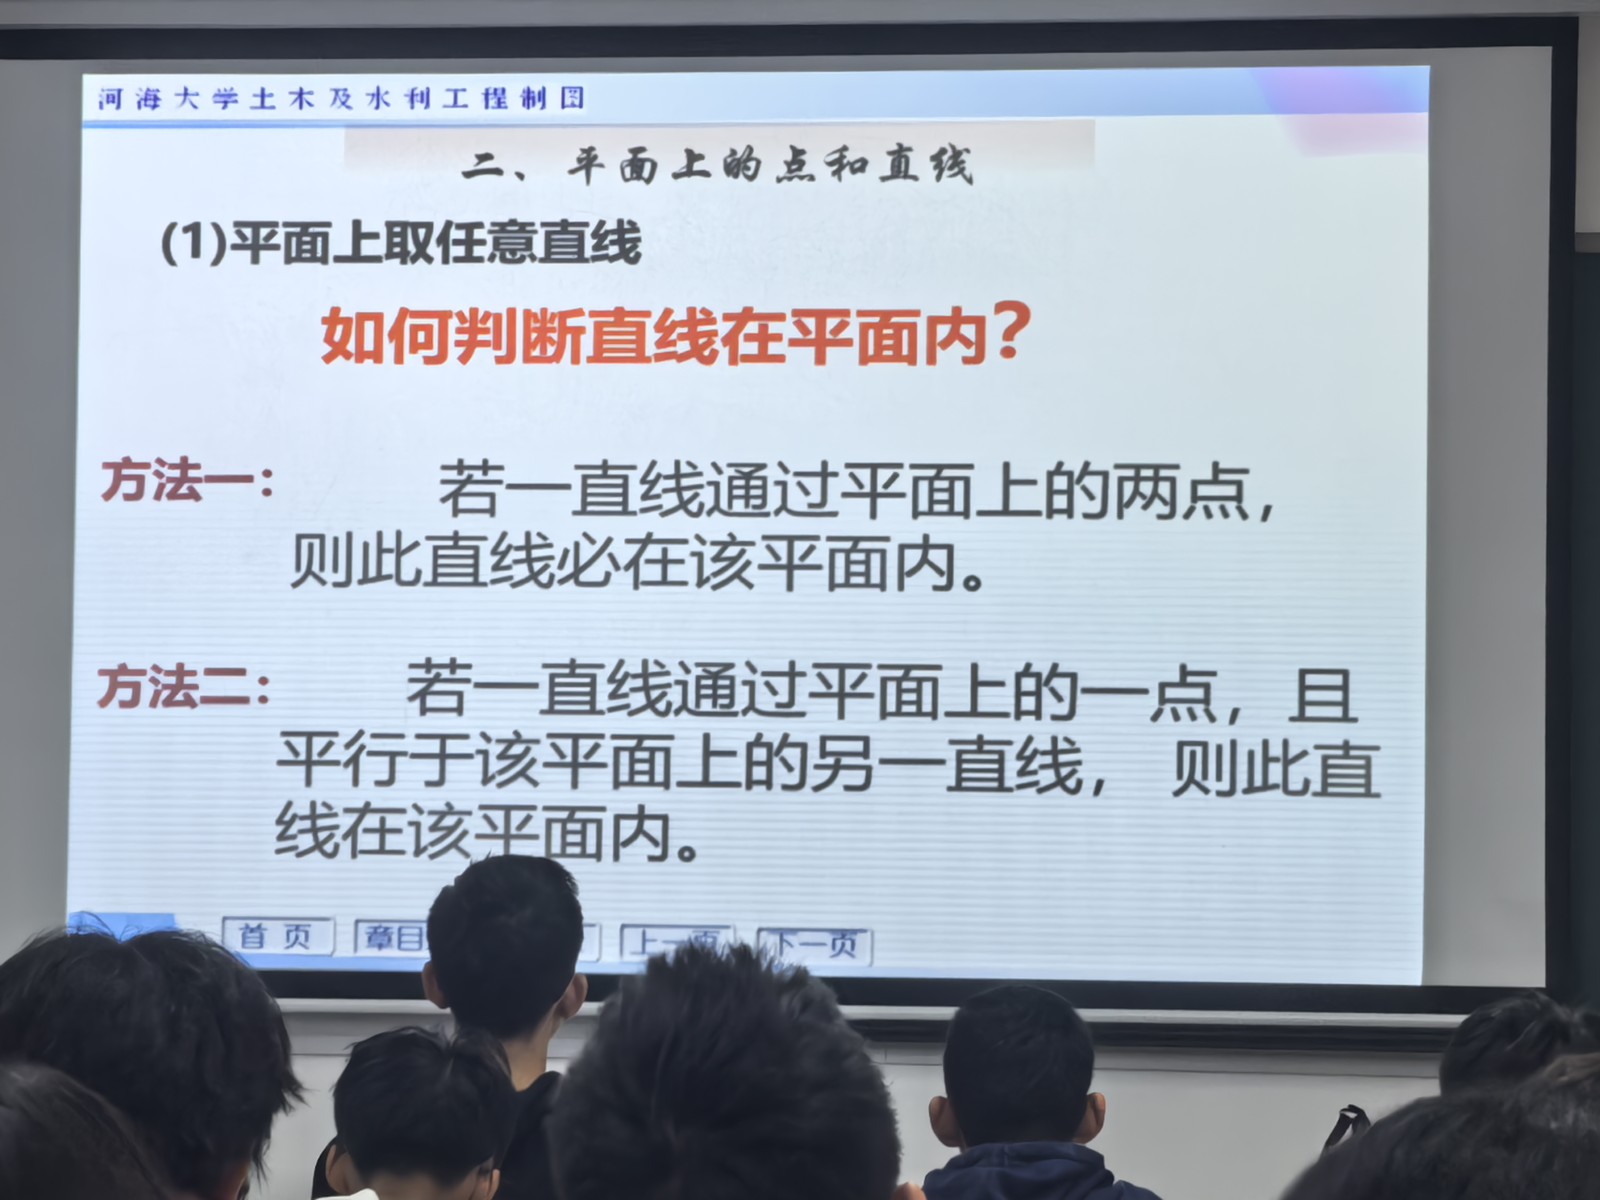 河海大学土木及水利工程制图
二、平面上的点和直线
(1)平面上取任意直线
如何判断直线在平面内？
方法一：
若一直线通过平面上的两点，
则此直线必在该平面内。
方法二：
若一直线通过平面上的一点，且
平行于该平面上的另一直线， 则此直
线在该平面内。
首 页
章目
上一页
下一页